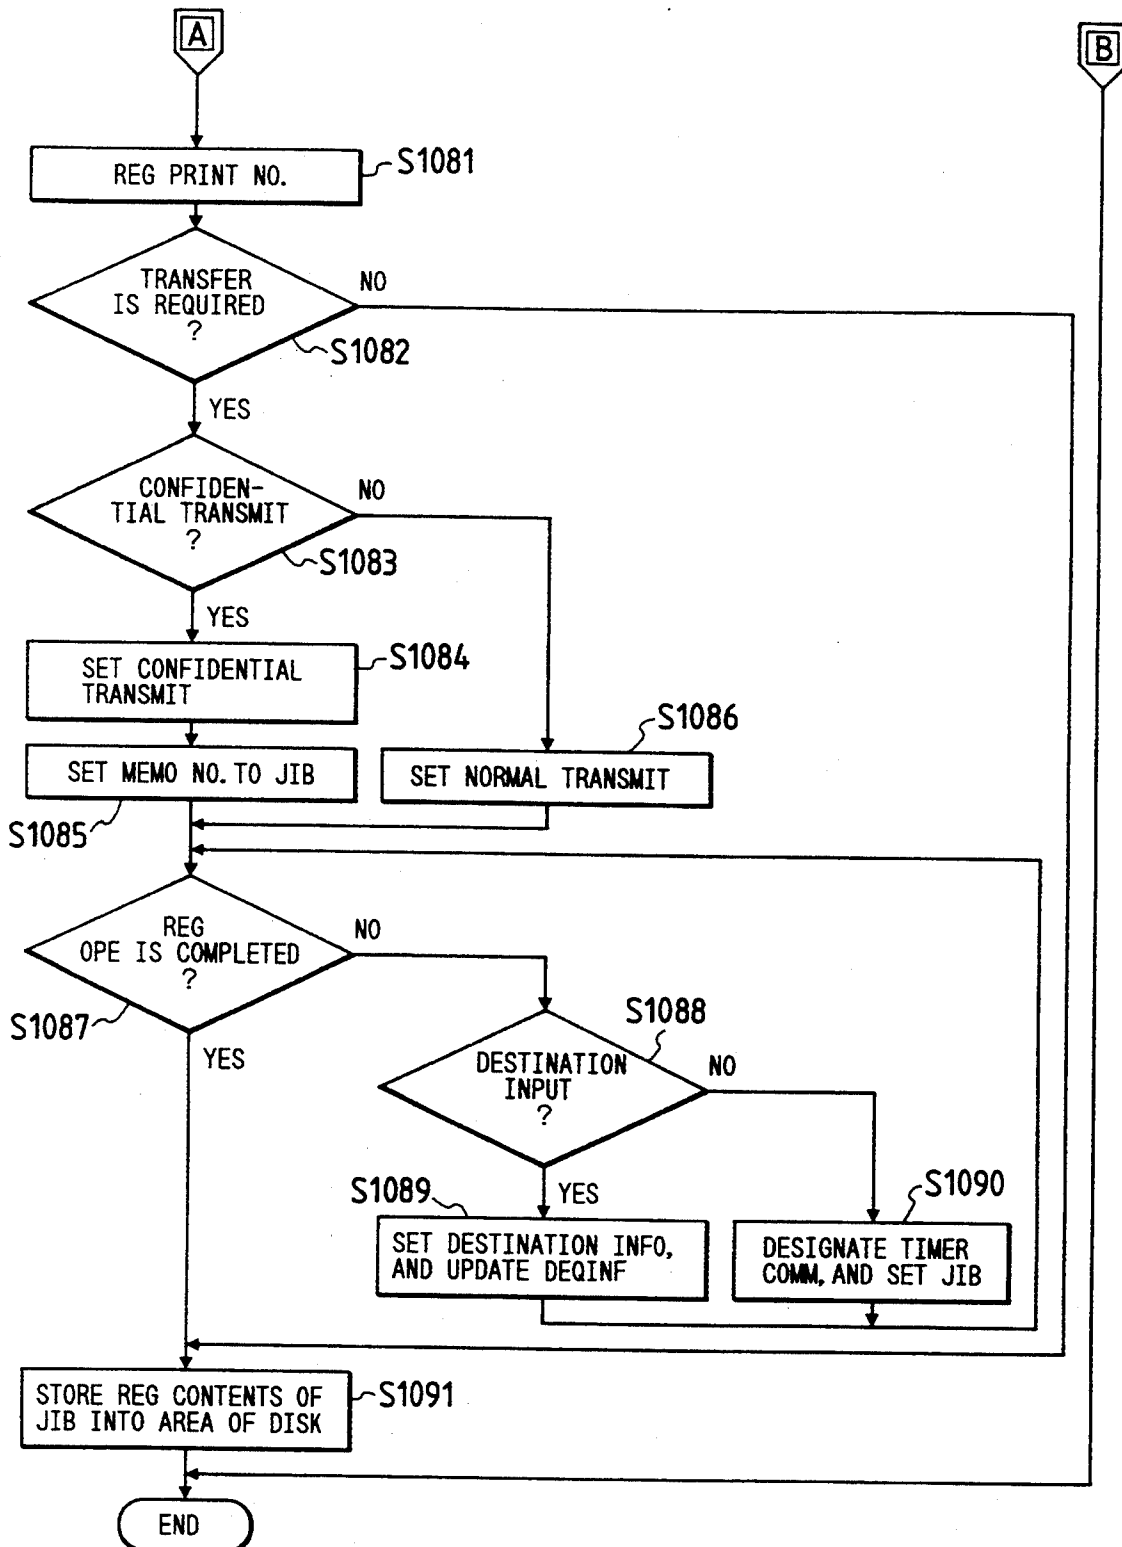 A
B
REG PRINT NO.
S1081
TRANSFER
IS REQUIRED
?
NO
S1082
YES
CONFIDEN-
TIAL TRANSMIT
?
NO
S1083
YES
SET CONFIDENTIAL
TRANSMIT
S1084
SET MEMO NO. TO JIB
S1085
S1086
SET NORMAL TRANSMIT
REG
OPE IS COMPLETED
?
NO
S1087
YES
S1088
DESTINATION
INPUT
?
NO
YES
S1089
SET DESTINATION INFO,
AND UPDATE DEQINF
S1090
DESIGNATE TIMER
COMM, AND SET JIB
STORE REG CONTENTS OF
JIB INTO AREA OF DISK
S1091
END